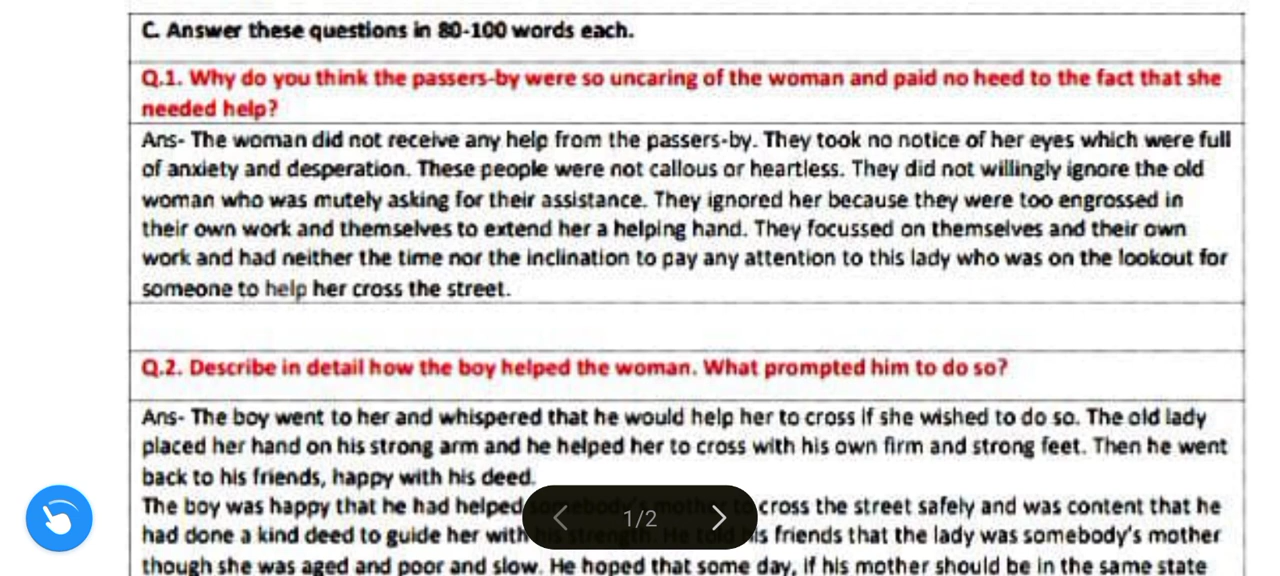 C. Answer these questions in 80-100 words each.
Q.1. Why do you think the passers-by were so uncaring of the woman and paid no heed to the fact that she
needed help?
Ans- The woman did not receive any help from the passers-by. They took no notice of her eyes which were full
of anxiety and desperation. These people were not callous or heartless. They did not willingly ignore the old
woman who was mutely asking for their assistance. They ignored her because they were too engrossed in
their own work and themselves to extend her a helping hand. They focussed on themselves and their own
work and had neither the time nor the inclination to pay any attention to this lady who was on the lookout for
someone to help her cross the street.
Q.2. Describe in detail how the boy helped the woman. What prompted him to do so?
Ans- The boy went to her and whispered that he would help her to cross if she wished to do so. The old lady
placed her hand on his strong arm and he helped her to cross with his own firm and strong feet. Then he went
back to his friends, happy with his deed.
The boy was happy that he had helped somebody's mother to cross the street safely and was content that he
1/2
had done a kind deed to guide her with his strength. He told his friends that the lady was somebody's mother
though she was aged and poor and slow. He hoped that some day, if his mother should be in the same state